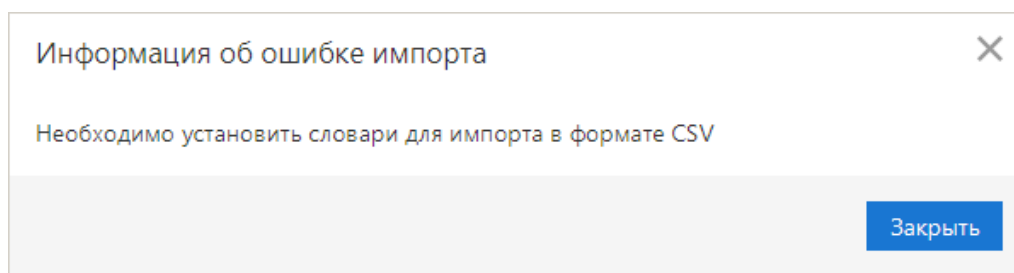 Информация об ошибке импорта
Необходимо установить словари для импорта в формате CSV
Закрыть